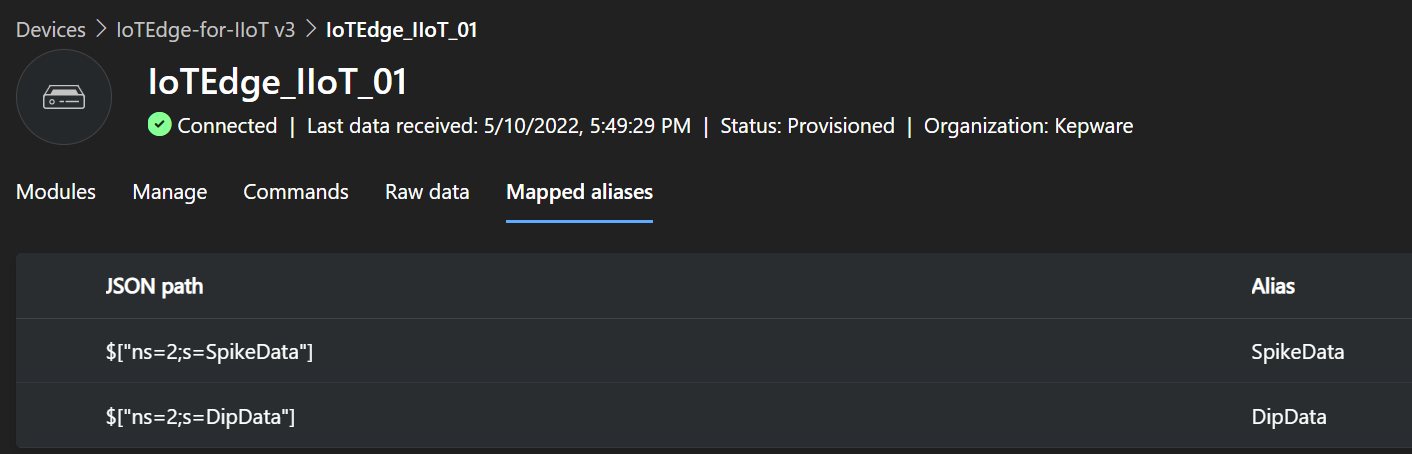 Devices > IoTEdge-for-IIoT v3 > IoTEdge_IIoT_01
IoTEdge_IIoT_01
Connected | Last data received: 5/10/2022, 5:49:29 PM | Status: Provisioned | Organization: Kepware
Modules Manage Commands Raw data Mapped aliases
JSON path Alias
$["ns=2;s=SpikeData"] SpikeData
$["ns=2;s=DipData"] DipData